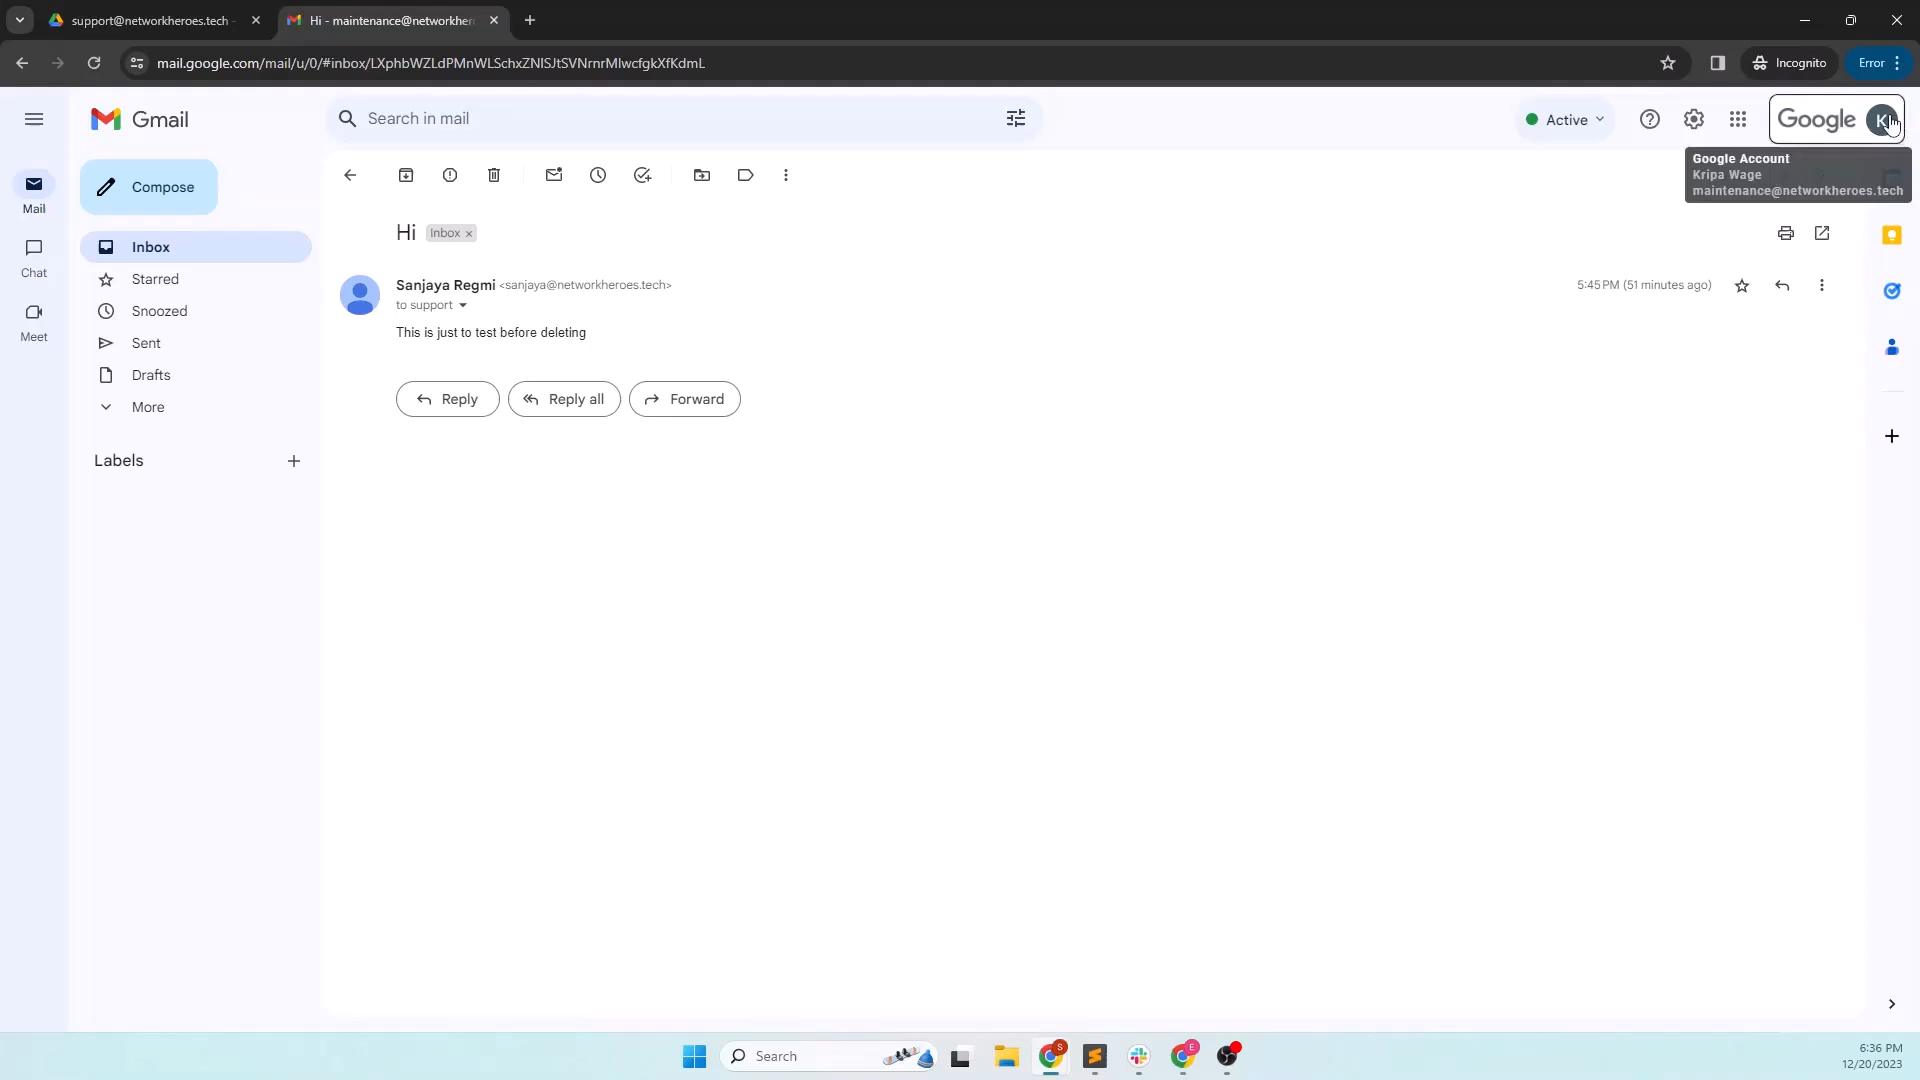 support@networkheroes.tech -
Hi - maintenance@networkher
mail.google.com/mail/u/0/#inbox/LXphbWZLdPMnWLSchxZNlSJtSVNrnrMlwcfgkXfKdmL
Incognito
Error
Gmail
Search in mail
Active
Google
K
Google Account
Kripa Wage
maintenance@networkheroes.tech
Compose
Mail
Chat
Meet
Inbox
Starred
Snoozed
Sent
Drafts
More
Labels
Hi
Inbox ×
Sanjaya Regmi <sanjaya@networkheroes.tech>
5:45 PM (51 minutes ago)
to support
This is just to test before deleting
Reply
Reply all
Forward
Search
S
E
6:36 PM
12/20/2023